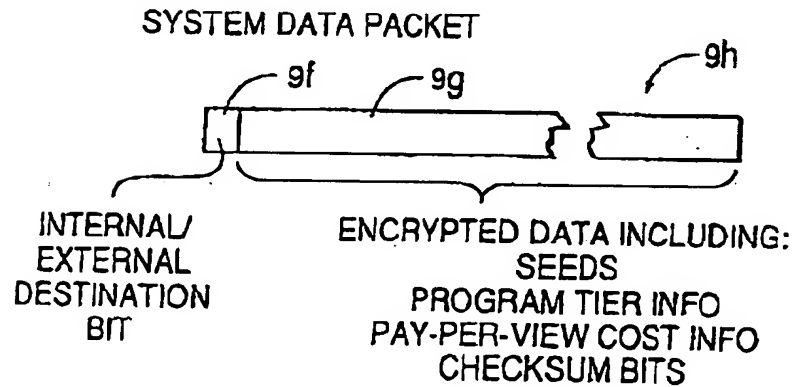 SYSTEM DATA PACKET
9f
9g
9h
INTERNAL/
EXTERNAL
DESTINATION
BIT
ENCRYPTED DATA INCLUDING:
SEEDS
PROGRAM TIER INFO
PAY-PER-VIEW COST INFO
CHECKSUM BITS